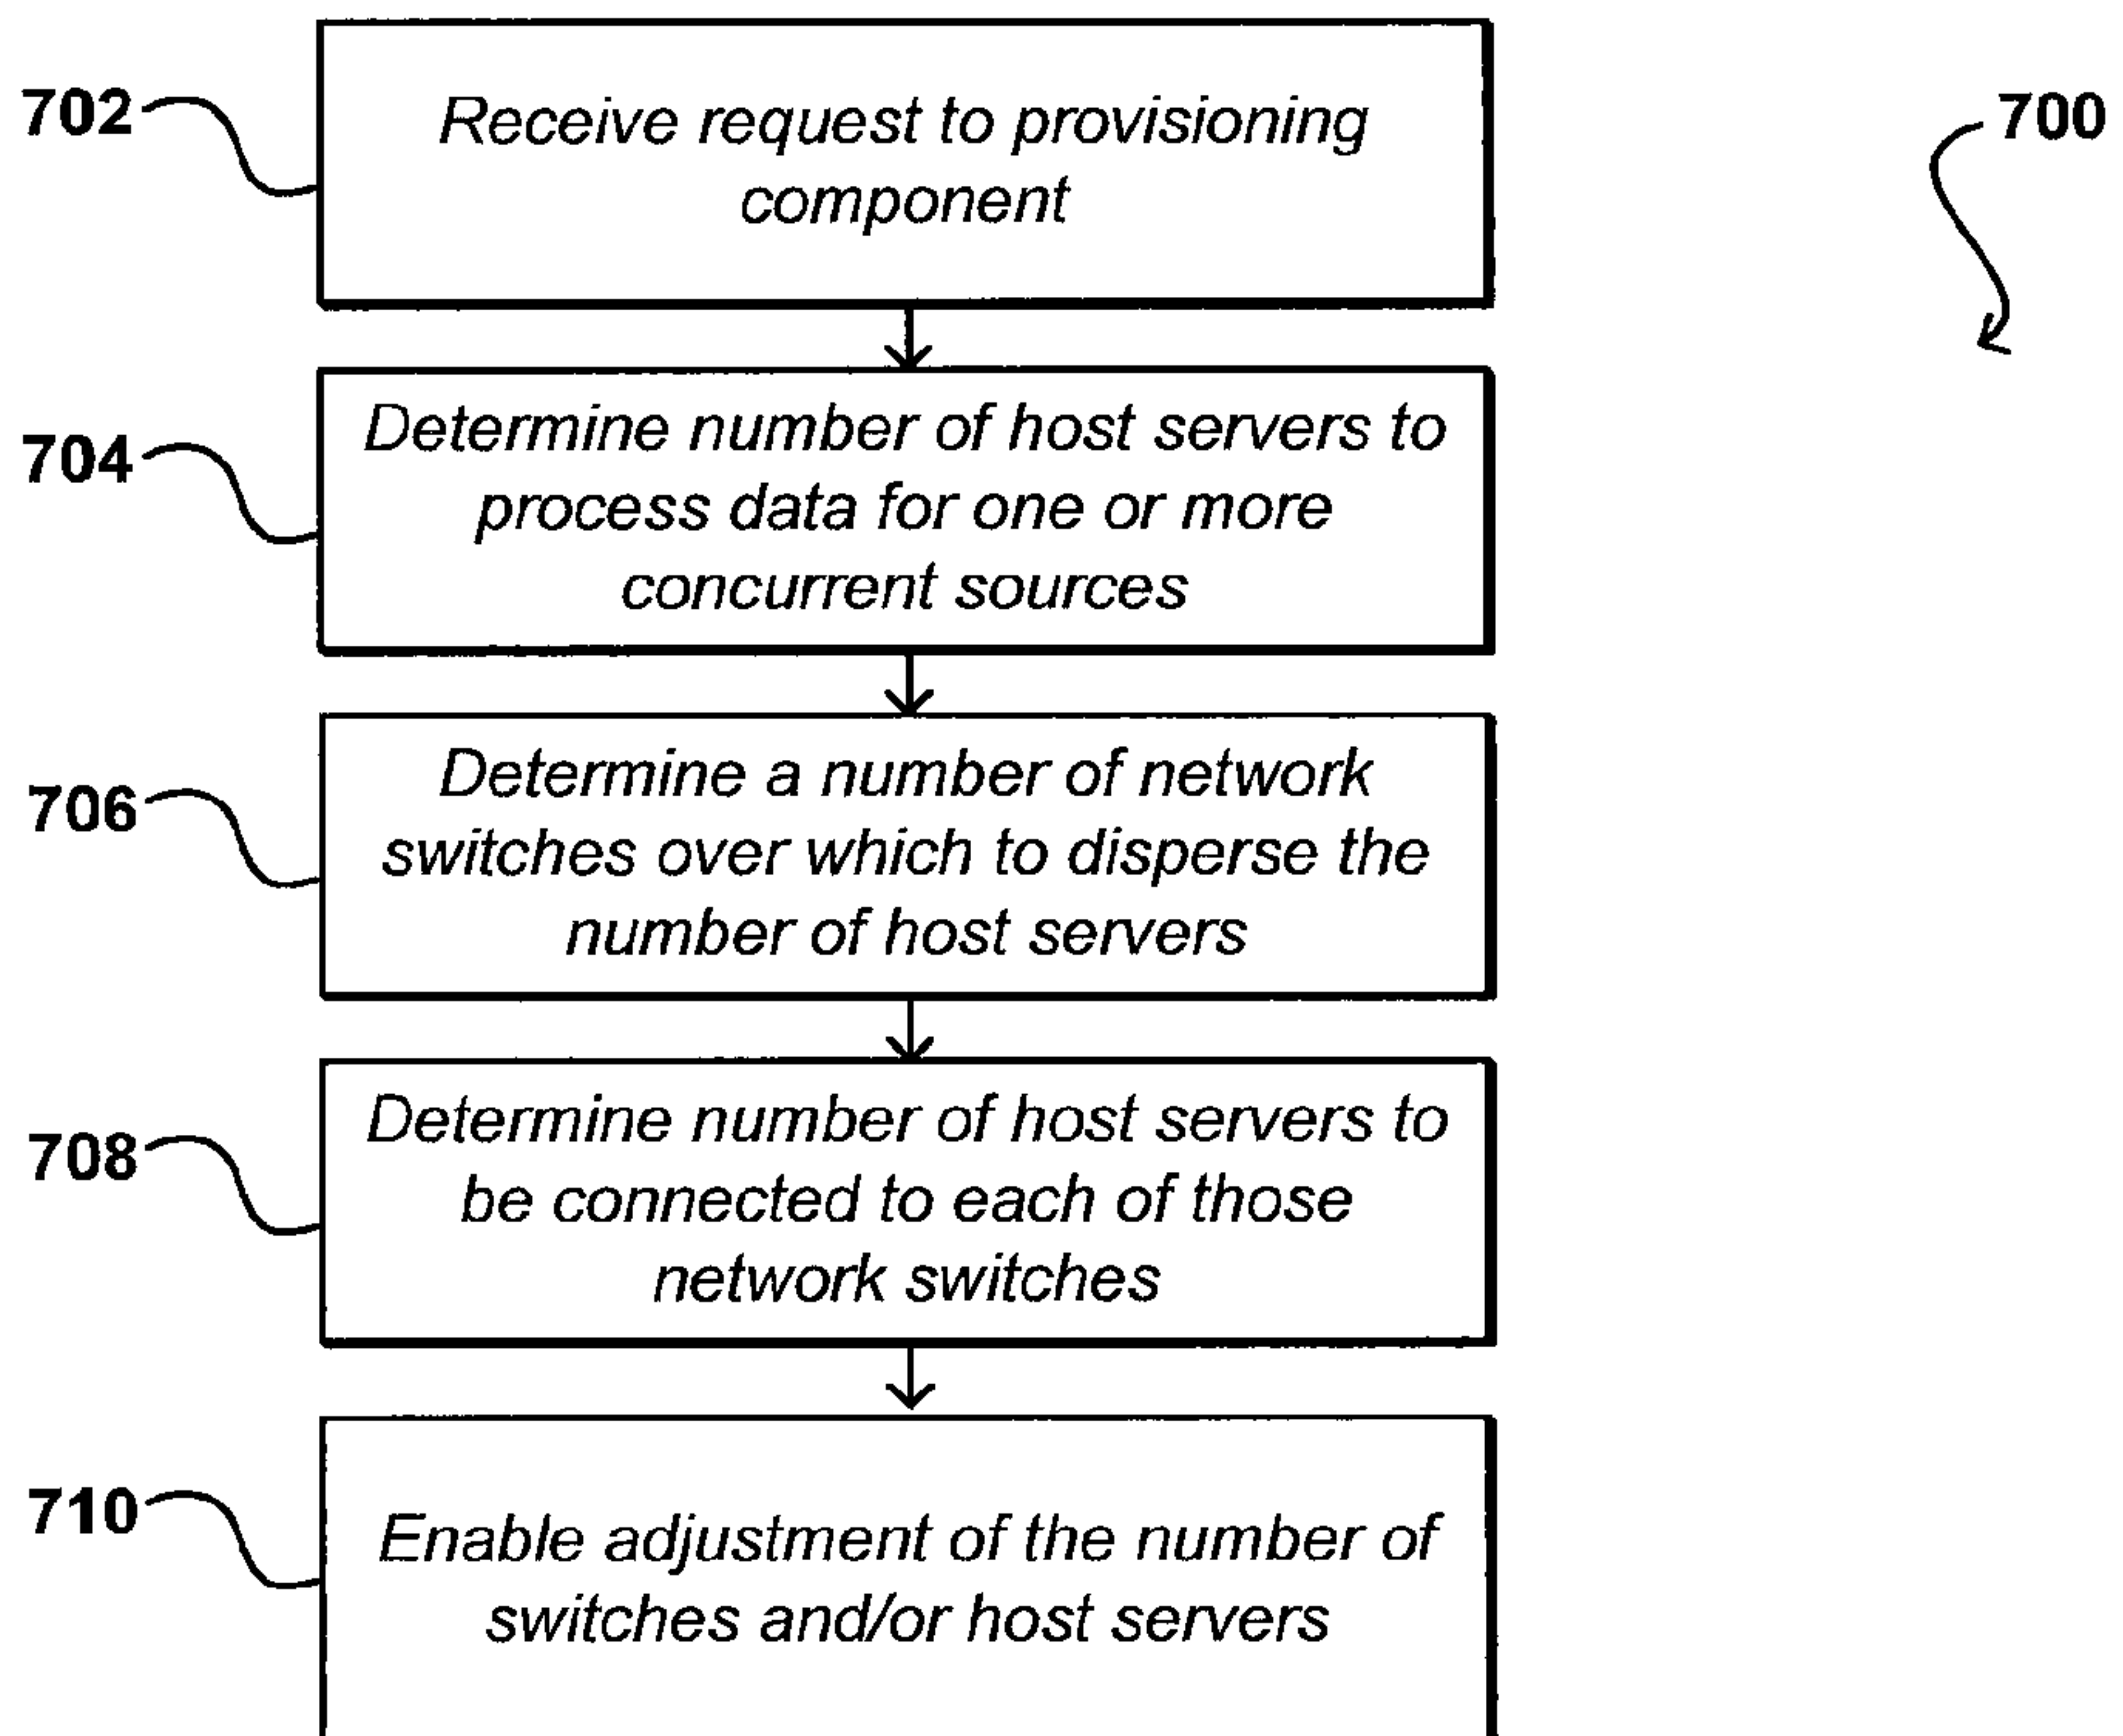 702
Receive request to provisioning
component
700
704
Determine number of host servers to
process data for one or more
concurrent sources
706
Determine a number of network
switches over which to disperse the
number of host servers
708
Determine number of host servers to
be connected to each of those
network switches
710
Enable adjustment of the number of
switches and/or host servers